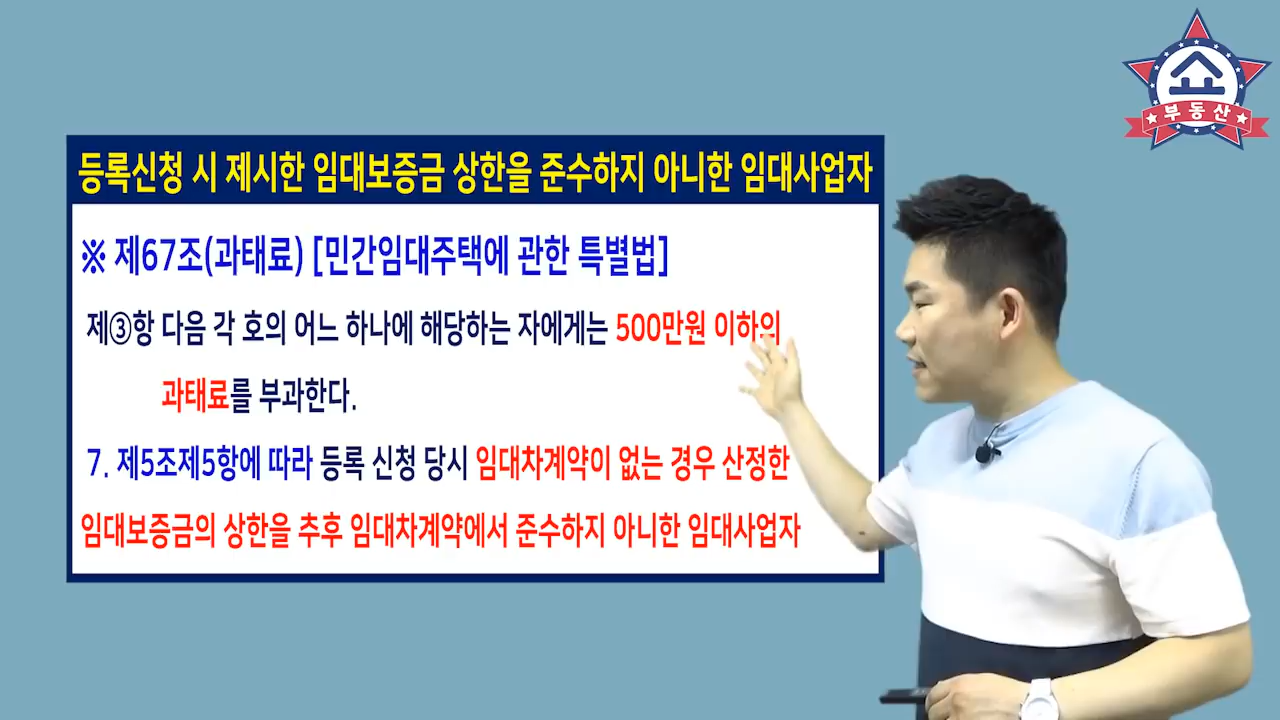 쇼
부동산
등록신청 시 제시한 임대보증금 상한을 준수하지 아니한 임대사업자
※ 제67조(과태료) [민간임대주택에 관한 특별법]
제③항 다음 각 호의 어느 하나에 해당하는 자에게는 500만원 이하의
과태료를 부과한다.
7. 제5조제5항에 따라 등록 신청 당시 임대차계약이 없는 경우 산정한
임대보증금의 상한을 추후 임대차계약에서 준수하지 아니한 임대사업자